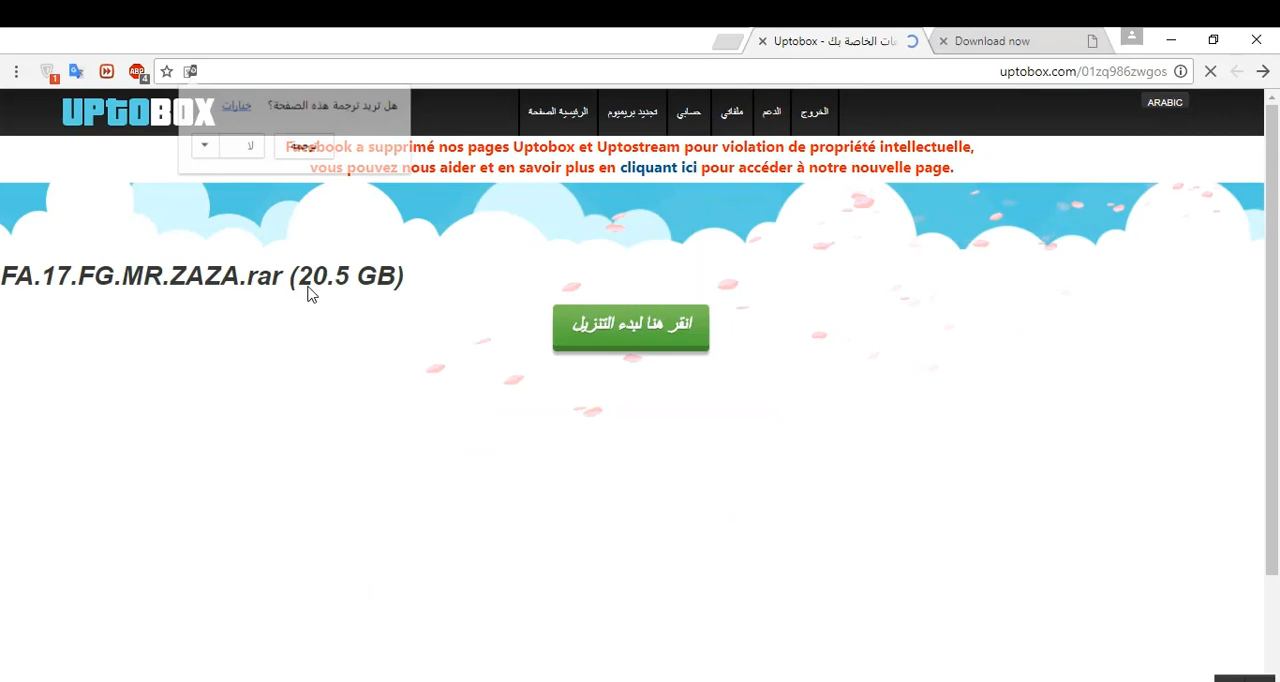 Uptobox - ات الخاصة بك
Download now
uptobox.com/01zq986zwgos
1
ABP
4
UPtoBOX
هل تريد ترجمة هذه الصفحة؟
خيارات
الرئيسية الصفحة
تجديد بريميوم
حسابي
ملفاتي
الدعم
الخروج
ARABIC
لا
ترجمة
Facebook a supprimé nos pages Uptobox et Uptostream pour violation de propriété intellectuelle,
vous pouvez nous aider et en savoir plus en cliquant ici pour accéder à notre nouvelle page.
FA.17.FG.MR.ZAZA.rar (20.5 GB)
انقر هنا لبدء التنزيل